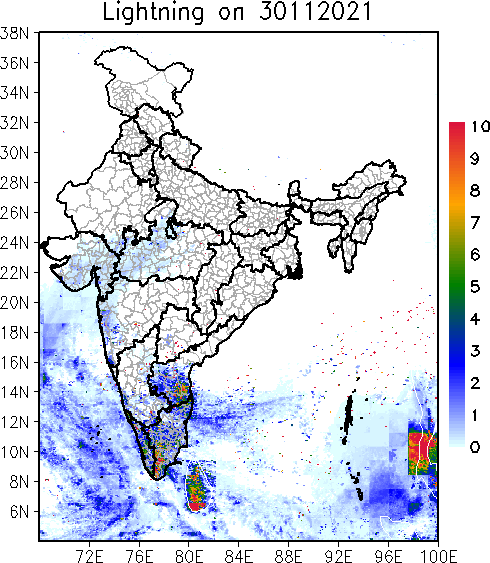 Lightning on 30112021
38N
36N
34N
32N
30N
28N
26N
24N
22N
20N
18N
16N
14N
12N
10N
8N
6N
72E 76E 80E 84E 88E 92E 96E 100E
10
9
8
7
6
5
4
3
2
1
0